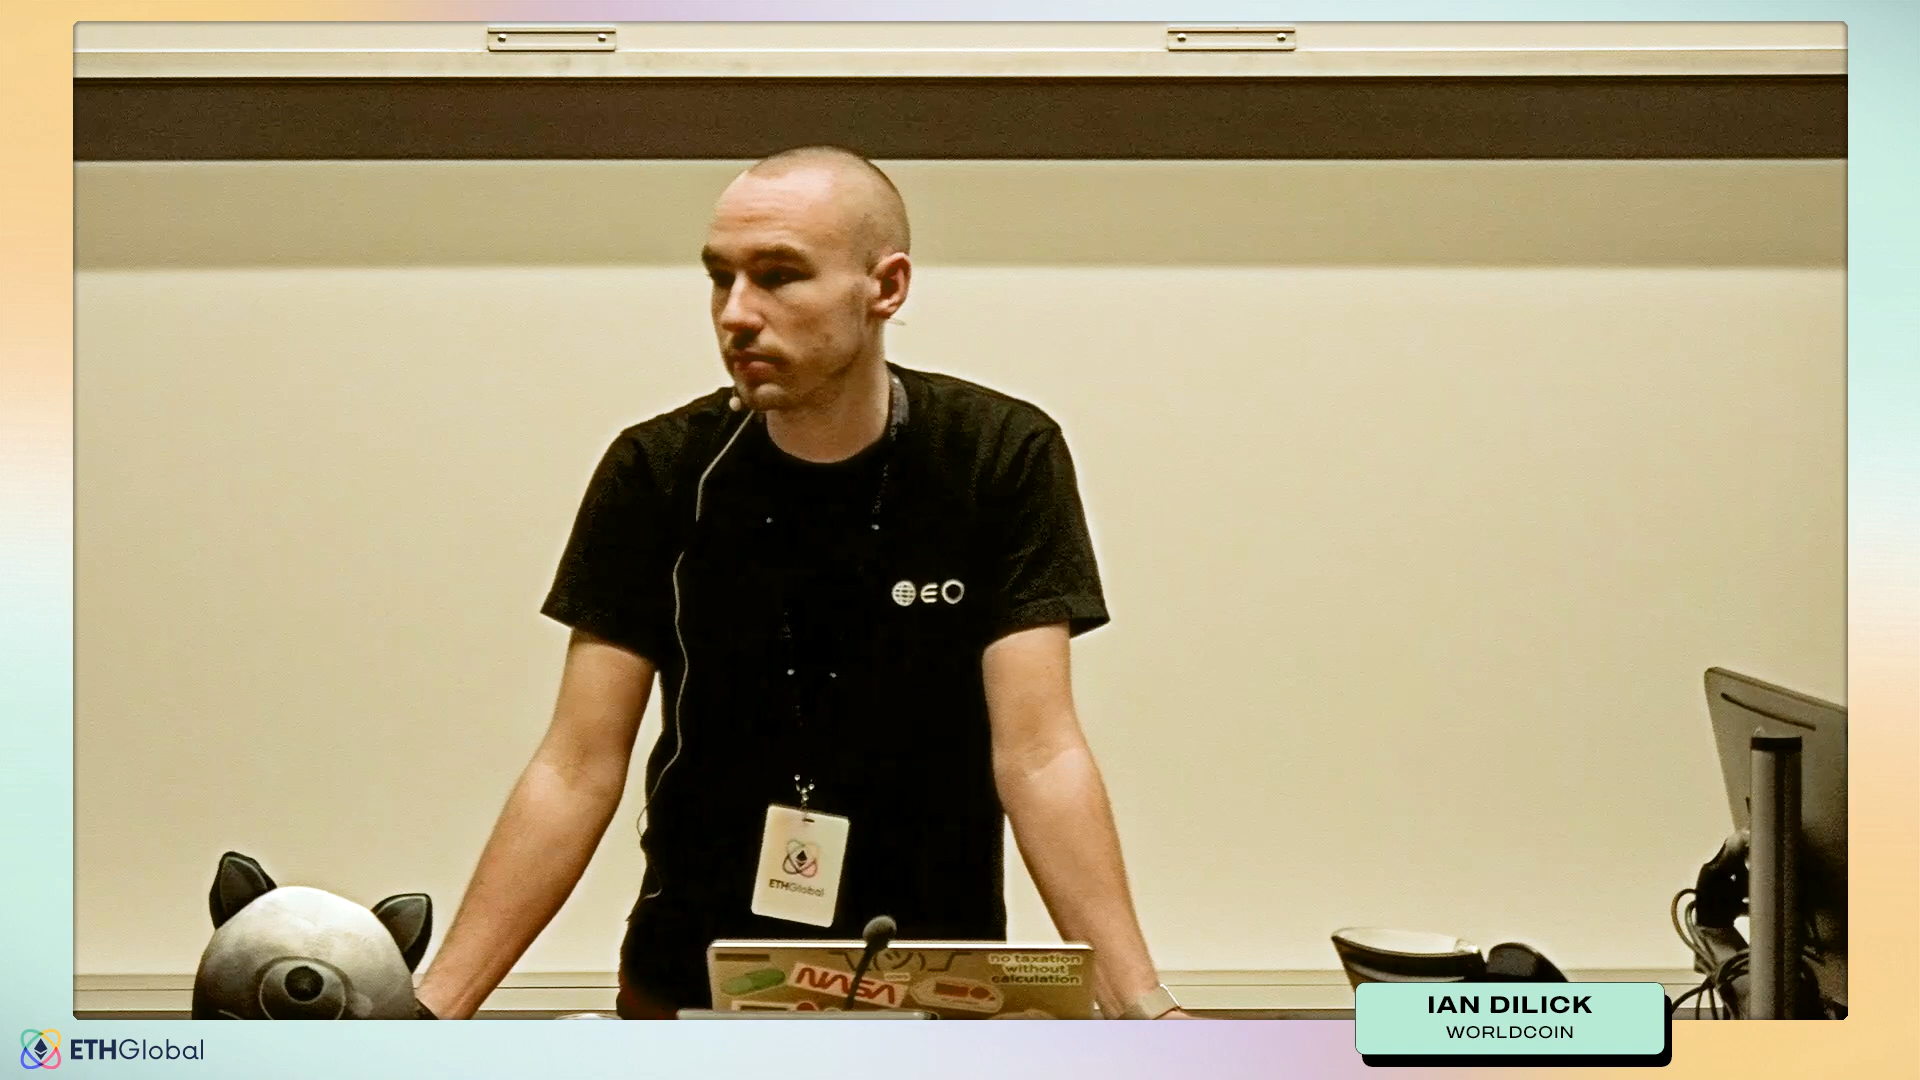 ETHGlobal
no taxation
without
calculation
NASA
IAN DILICK
WORLDCOIN
ETHGlobal